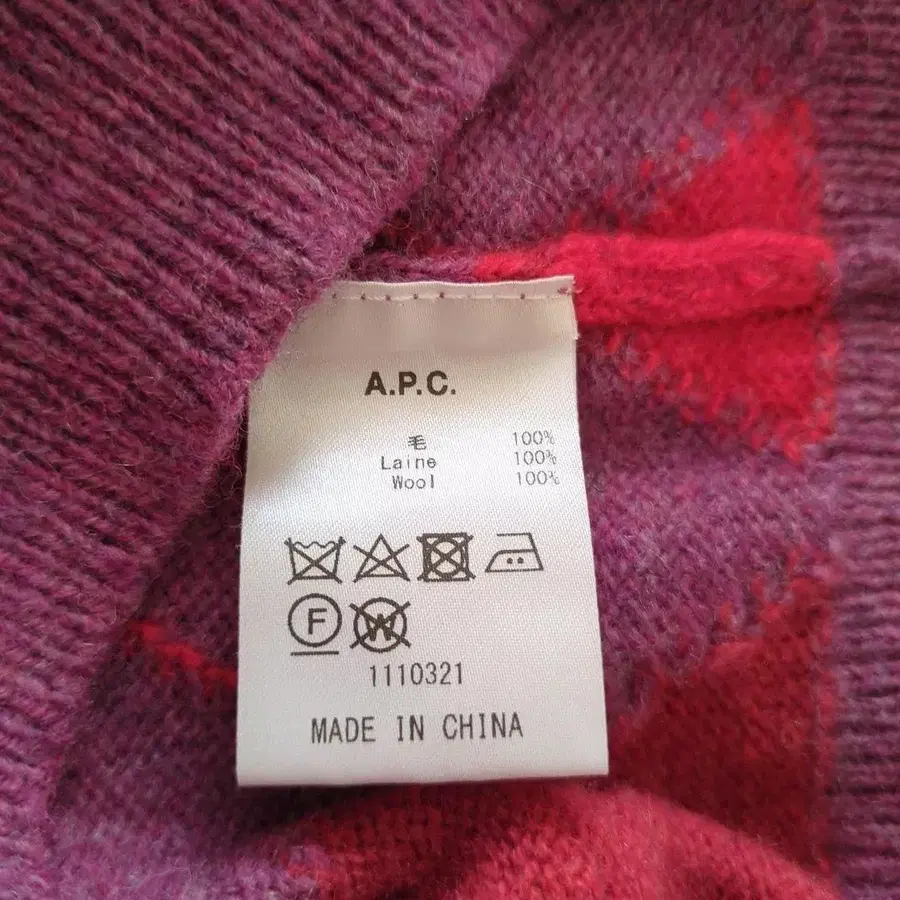 A.P.C.
毛 100%
Laine 100%
Wool 100%
F W
1110321
MADE IN CHINA